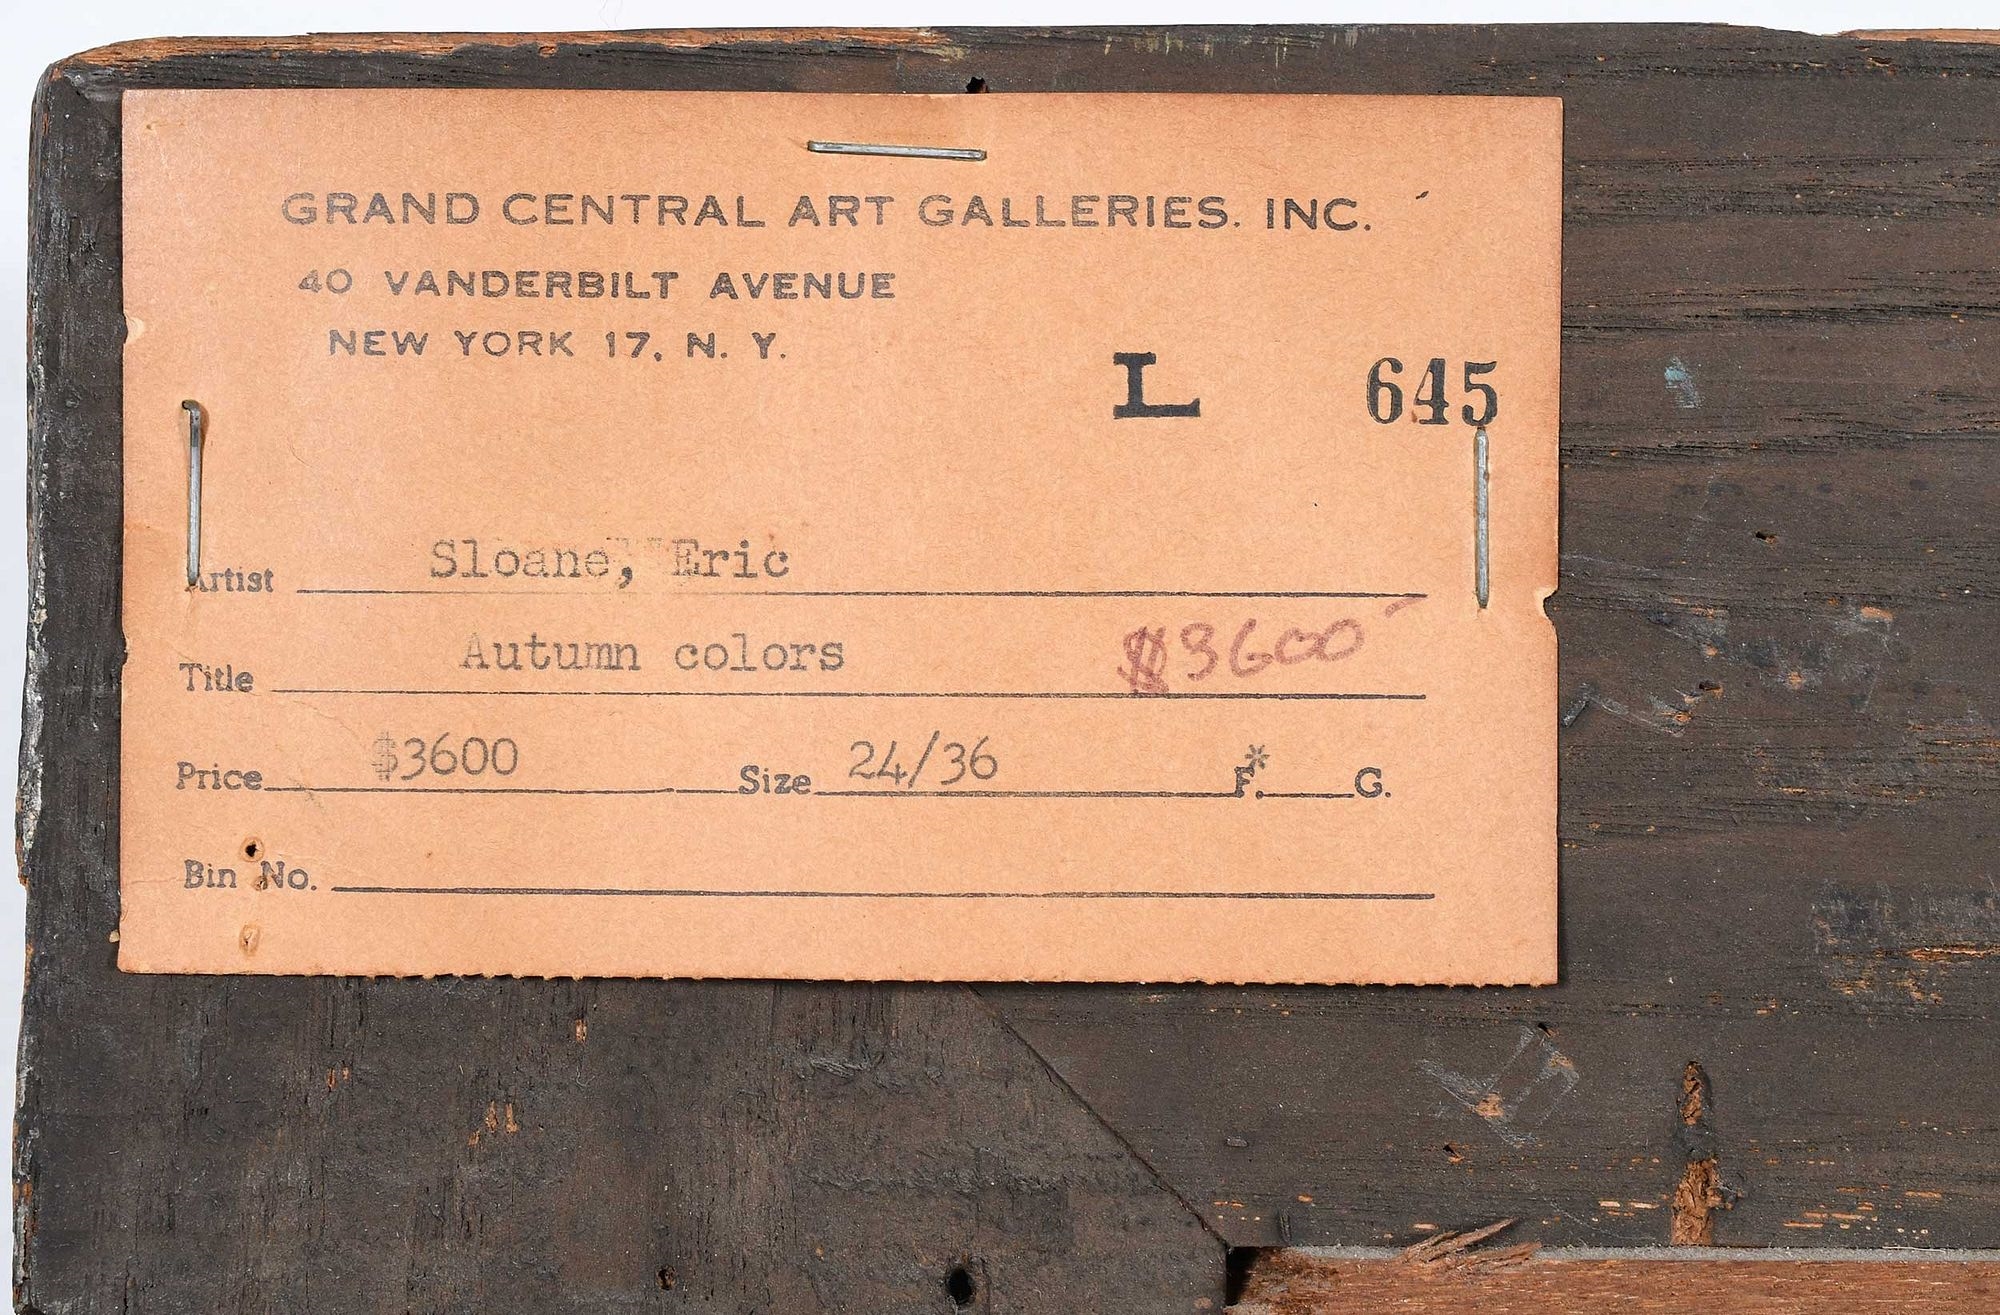 GRAND CENTRAL ART GALLERIES. INC.
40 VANDERBILT AVENUE
NEW YORK 17, N. Y.
L 645
Artist Sloane, Eric
Title Autumn colors $3600
Price $3600 Size 24/36 F.* G.
Bin No.